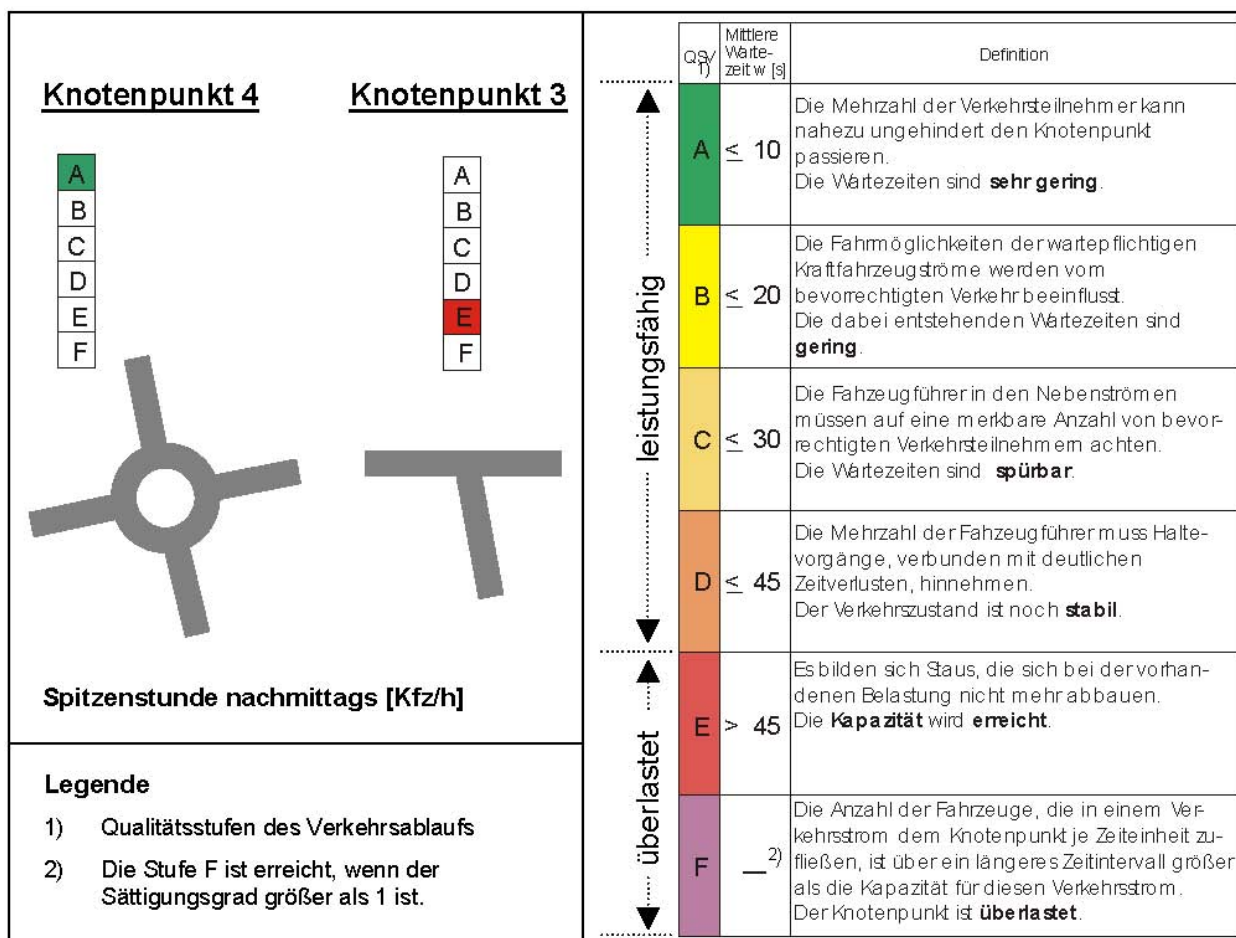 Knotenpunkt 4
Knotenpunkt 3
A
B
C
D
E
F
A
B
C
D
E
F
Spitzenstunde nachmittags [Kfz/h]
Legende
1) Qualitätsstufen des Verkehrsablaufs
2) Die Stufe F ist erreicht, wenn der
Sättigungsgrad größer als 1 ist.
leistungsfähig
überlastet
QSV
1)
Mittlere
Warte-
zeit w [s]
Definition
A ≤ 10
Die Mehrzahl der Verkehrsteilnehmer kann
nahezu ungehindert den Knotenpunkt
passieren.
Die Wartezeiten sind sehr gering.
B ≤ 20
Die Fahrmöglichkeiten der wartepflichtigen
Kraftfahrzeugströme werden vom
bevorrechtigten Verkehr beeinflusst.
Die dabei entstehenden Wartezeiten sind
gering.
C ≤ 30
Die Fahzeugführer in den Nebenströmen
müssen auf eine merkbare Anzahl von bevor-
rechtigten Verkehrsteilnehmern achten.
Die Wartezeiten sind spürbar.
D ≤ 45
Die Mehrzahl der Fahzeugführer muss Halte-
vorgänge, verbunden mit deutlichen
Zeitverlusten, hinnehmen.
Der Verkehrszustand ist noch stabil.
E > 45
Es bilden sich Staus, die sich bei der vorhan-
denen Belastung nicht mehr abbauen.
Die Kapazität wird erreicht.
F __ 2)
Die Anzahl der Fahrzeuge, die in einem Ver-
kehrsstrom dem Knotenpunkt je Zeiteinheit zu-
fließen, ist über ein längeres Zeitintervall größer
als die Kapazität für diesen Verkehrsstrom.
Der Knotenpunkt ist überlastet.